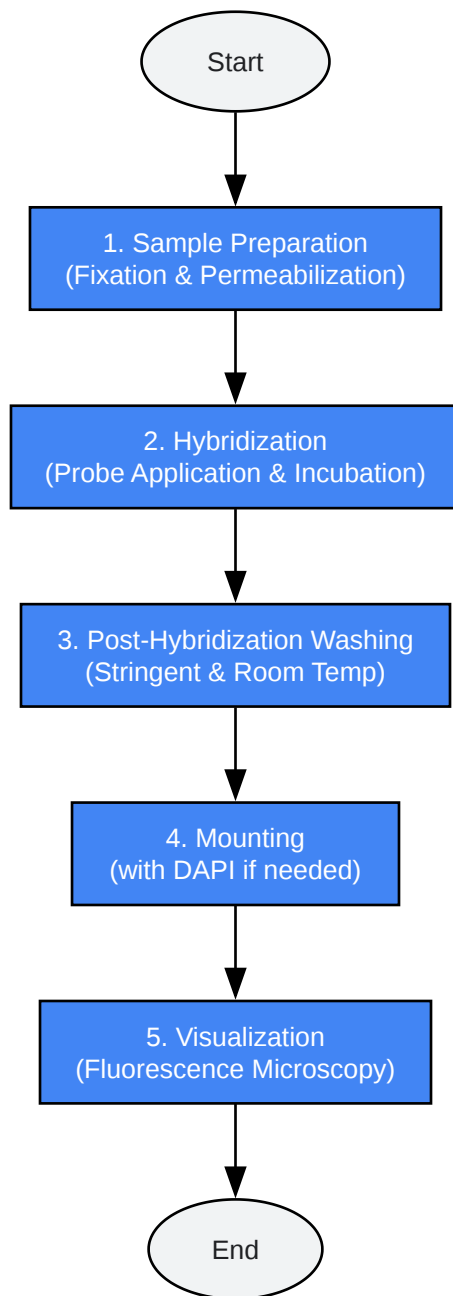 Start
1. Sample Preparation
(Fixation & Permeabilization)
2. Hybridization
(Probe Application & Incubation)
3. Post-Hybridization Washing
(Stringent & Room Temp)
4. Mounting
(with DAPI if needed)
5. Visualization
(Fluorescence Microscopy)
End